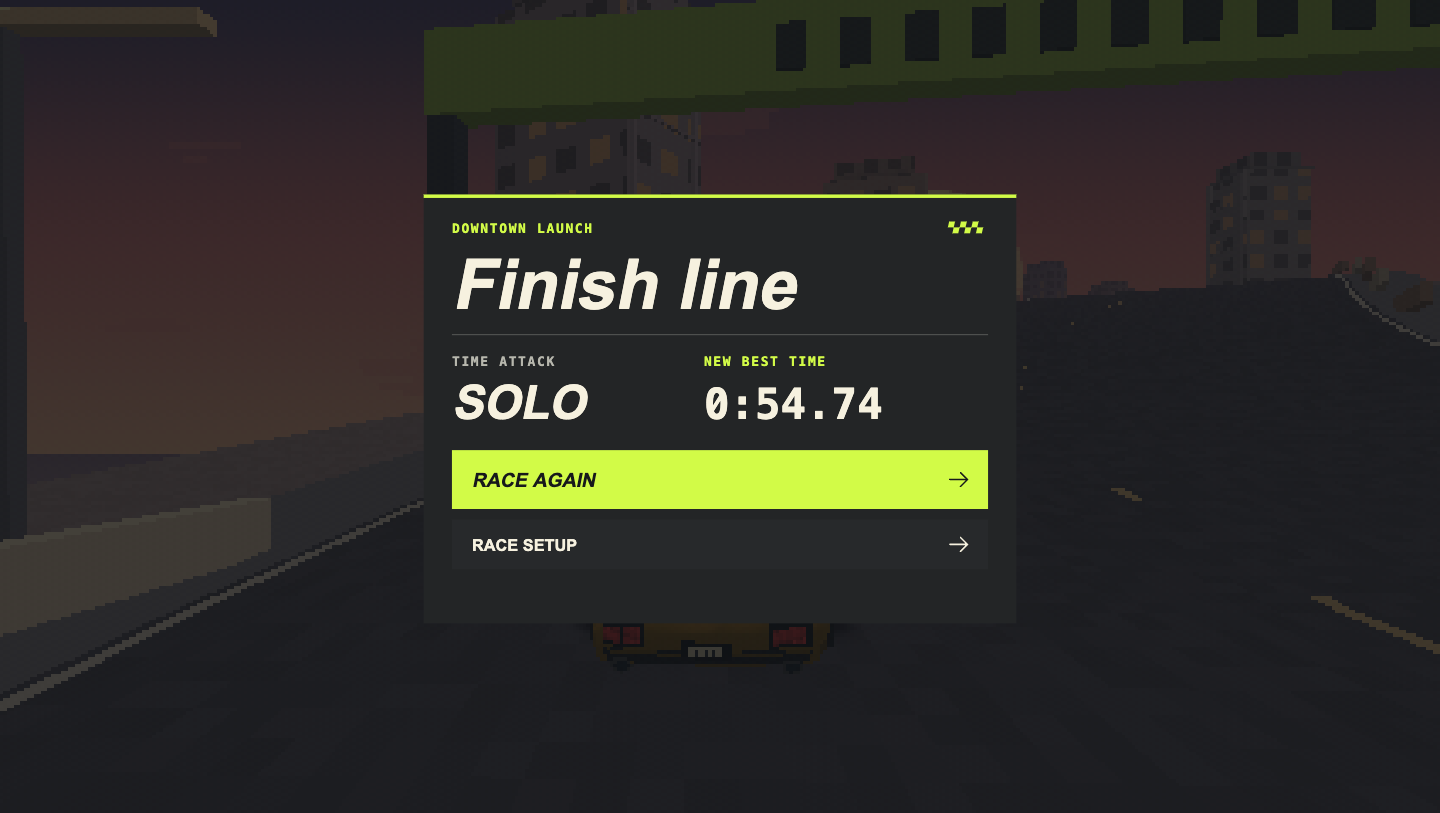 DOWNTOWN LAUNCH
Finish line
TIME ATTACK
SOLO
NEW BEST TIME
0:54.74
RACE AGAIN
RACE SETUP